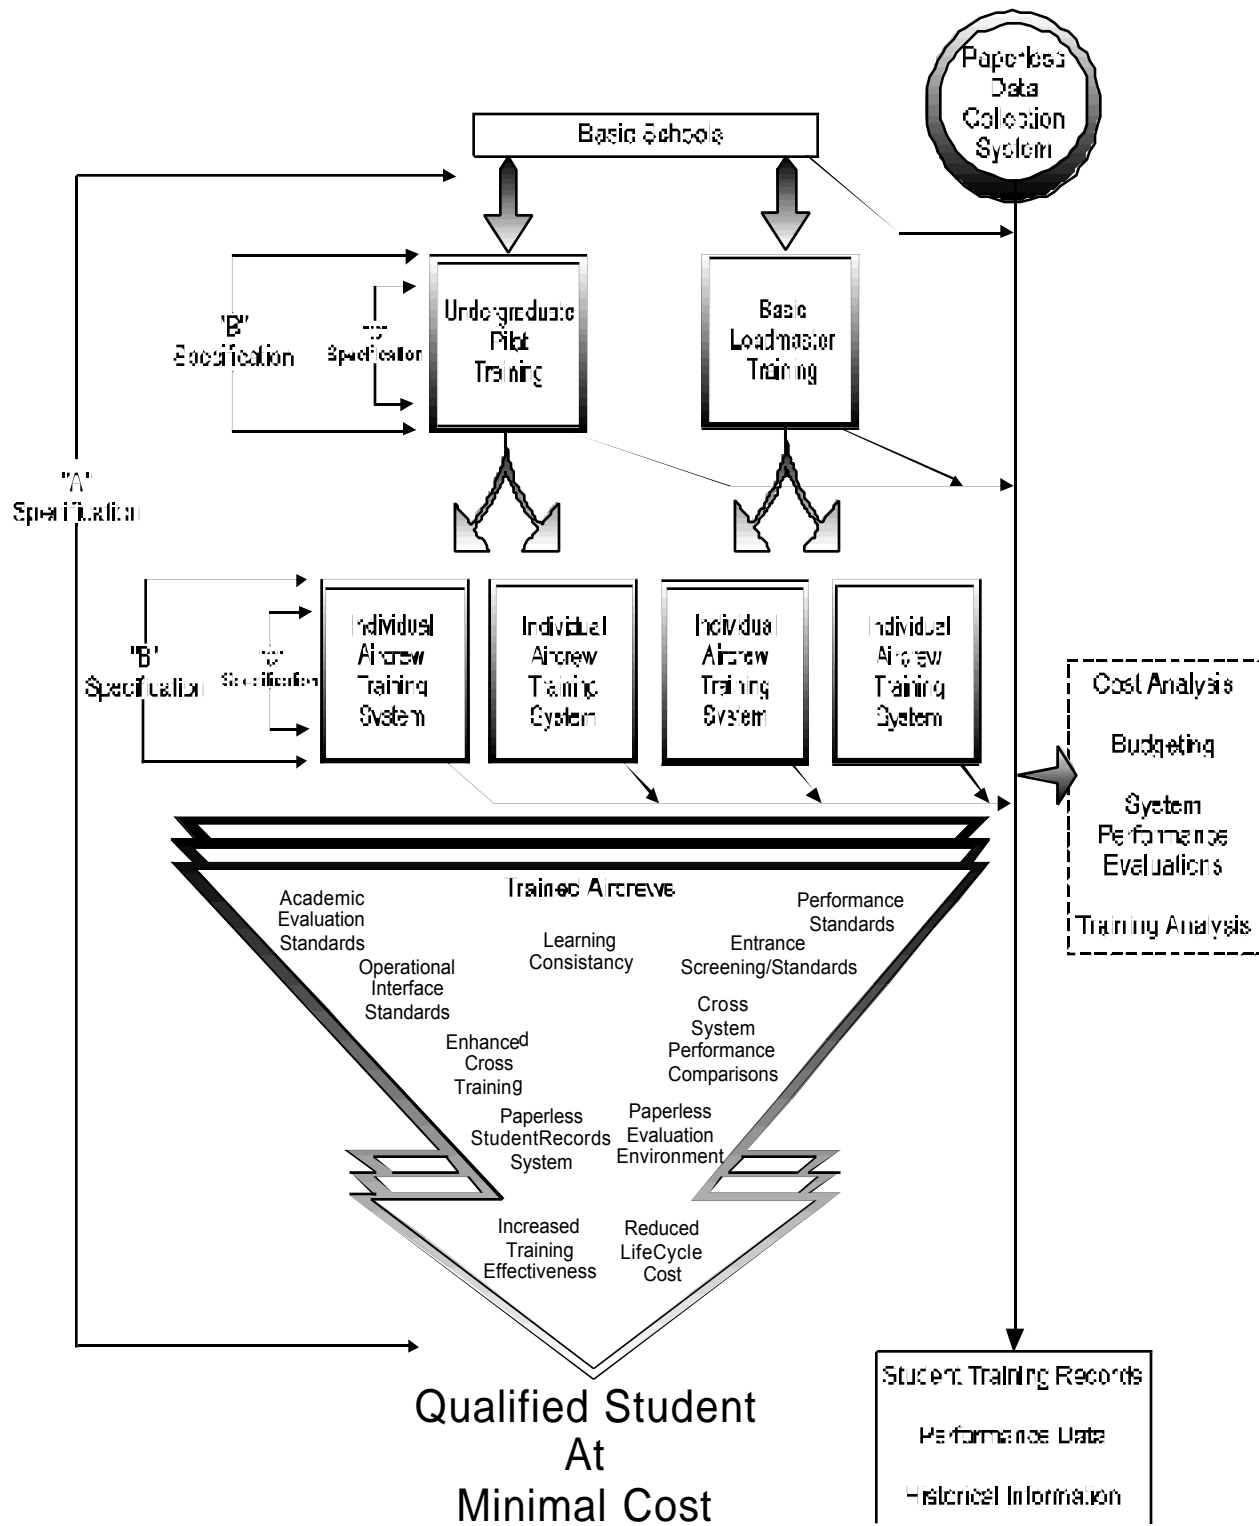 Paperless
Data
Collection
System
Basic Schools
Undergraduate
Pilot
Training
Basic
Loadmaster
Training
"B"
Specification
Specification
"A"
Specification
Individual
Aircrew
Training
System
Individual
Aircrew
Training
System
Individual
Aircrew
Training
System
Individual
Aircrew
Training
System
"B"
Specification
Specification
Cost Analysis
Budgeting
System
Performance
Evaluations
Training Analysis
Trained Aircrews
Academic
Evaluation
Standards
Performance
Standards
Learning
Consistancy
Entrance
Screening/Standards
Operational
Interface
Standards
Cross
System
Performance
Comparisons
Enhanced
Cross
Training
Paperless
StudentRecords
System
Paperless
Evaluation
Environment
Increased
Training
Effectiveness
Reduced
LifeCycle
Cost
Qualified Student
At
Minimal Cost
Student Training Records
Performance Data
Historical Information